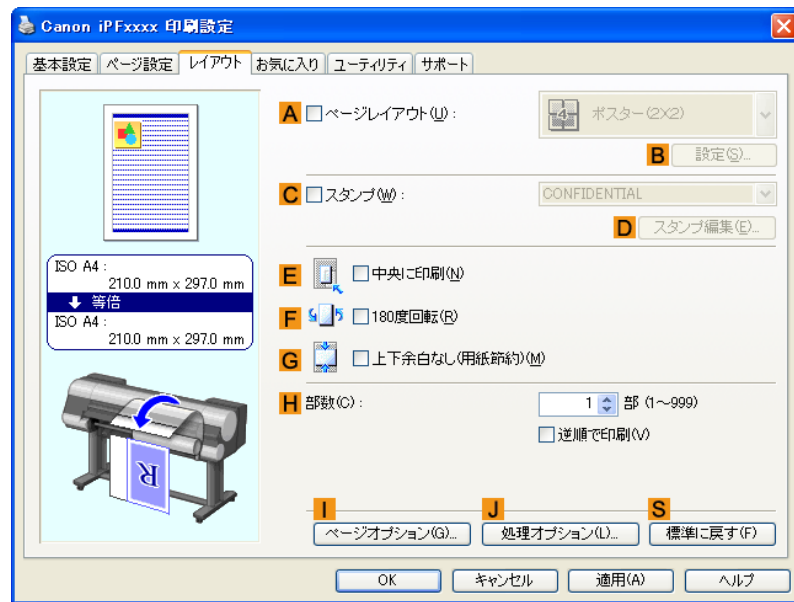 Canon iPFxxxx 印刷設定
基本設定 ページ設定 レイアウト お気に入り ユーティリティ サポート
A ページレイアウト(U) : 4 ポスター(2X2)
B 設定(S)...
C スタンプ(W) : CONFIDENTIAL
D スタンプ編集(E)...
ISO A4 :
210.0 mm x 297.0 mm
等倍
ISO A4 :
210.0 mm x 297.0 mm
E 中央に印刷(N)
F 180度回転(R)
G 上下余白なし(用紙節約)(M)
H 部数(C) : 1 部 (1～999)
逆順で印刷(V)
R
I J S
ページオプション(G)... 処理オプション(L)... 標準に戻す(F)
OK キャンセル 適用(A) ヘルプ